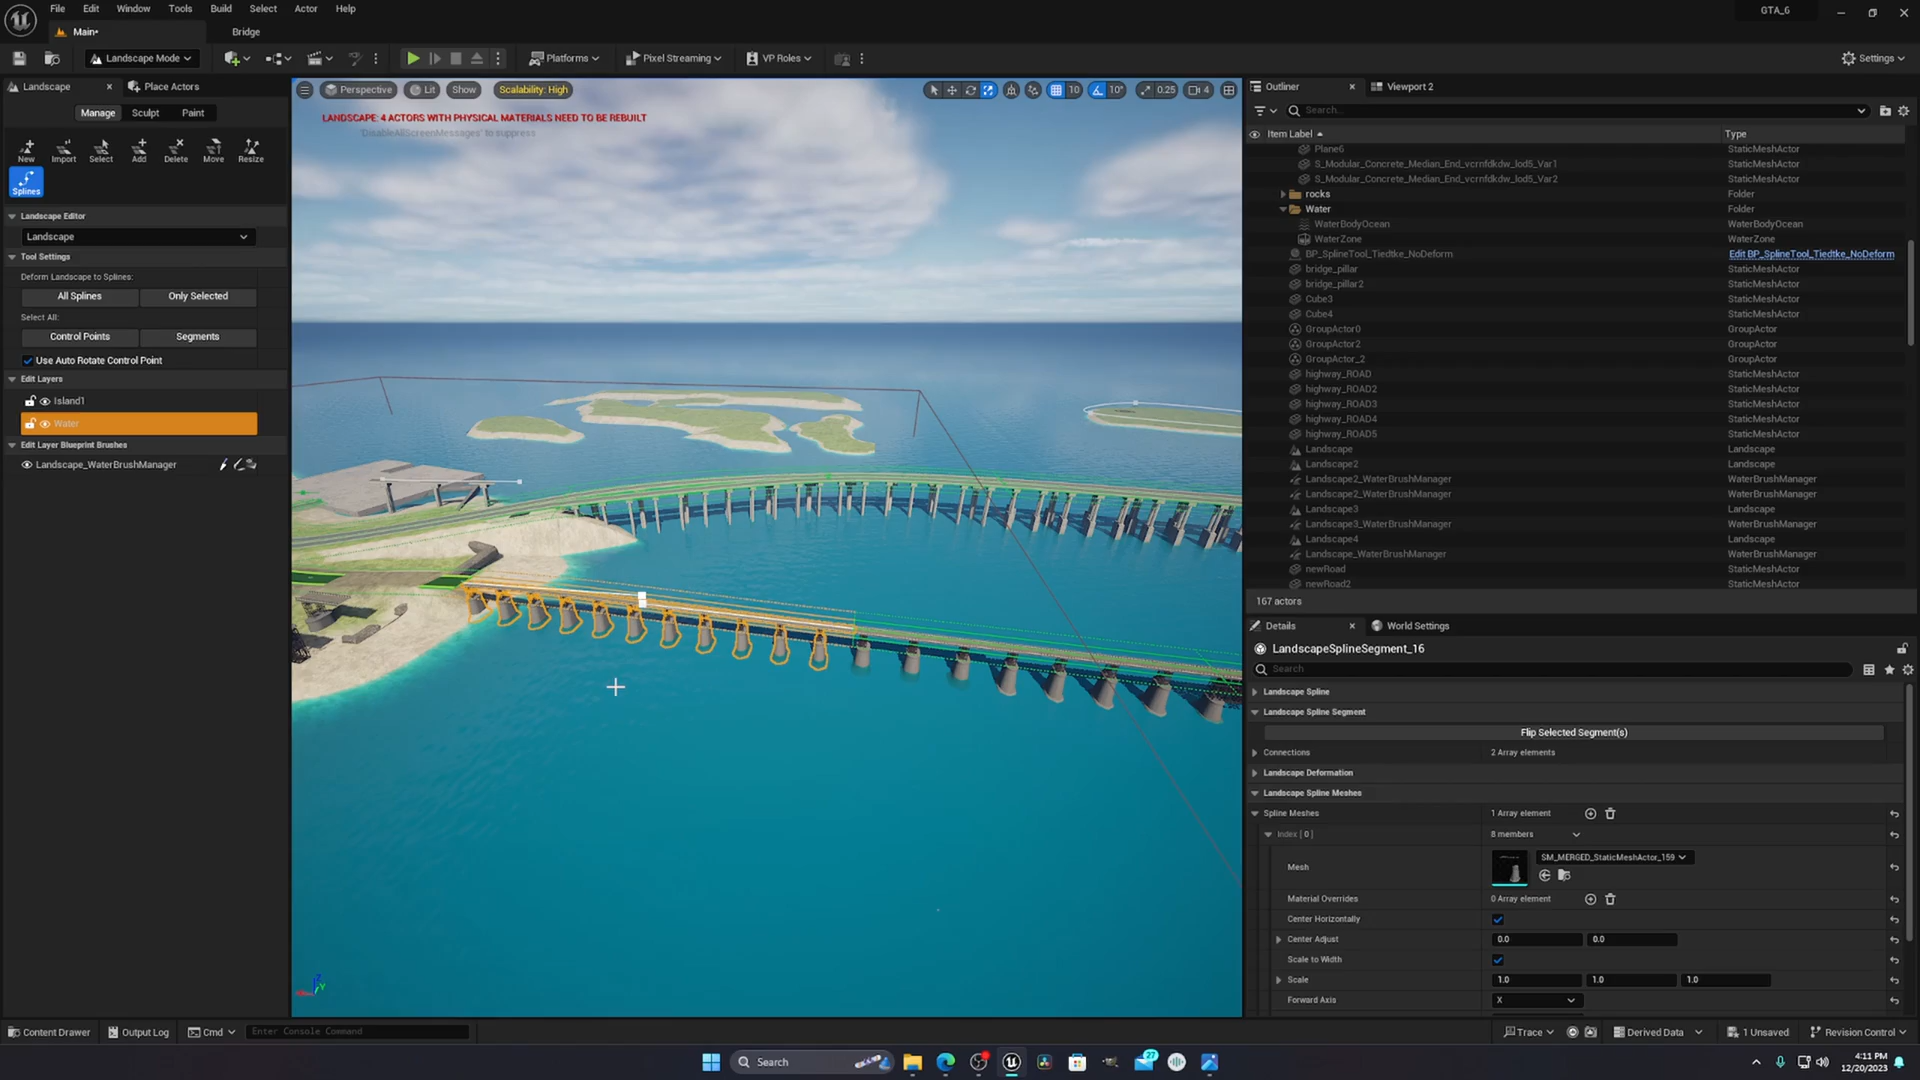 File Edit Window Tools Build Select Actor Help
GTA_6
Main*
Bridge
Landscape Mode
Platforms
Pixel Streaming
VP Roles
Settings
Landscape
Place Actors
Manage Sculpt Paint
New Import Select Add Delete Move Resize
Splines
Landscape Editor
Landscape
Tool Settings
Deform Landscape to Splines:
All Splines
Only Selected
Select All:
Control Points
Segments
Use Auto Rotate Control Point
Edit Layers
Island1
Water
Edit Layer Blueprint Brushes
Landscape_WaterBrushManager
Perspective
Lit
Show
Scalability: High
10
10°
0.25
4
LANDSCAPE: 4 ACTORS WITH PHYSICAL MATERIALS NEED TO BE REBUILT
'DisableAllScreenMessages' to suppress
Outliner
Viewport 2
Search...
Item Label Type
Plane6 StaticMeshActor
S_Modular_Concrete_Median_End_vcrnfdkdw_lod5_Var1 StaticMeshActor
S_Modular_Concrete_Median_End_vcrnfdkdw_lod5_Var2 StaticMeshActor
rocks Folder
Water Folder
WaterBodyOcean WaterBodyOcean
WaterZone WaterZone
BP_SplineTool_Tiedtke_NoDeform Edit BP_SplineTool_Tiedtke_NoDeform
bridge_pillar StaticMeshActor
bridge_pillar2 StaticMeshActor
Cube3 StaticMeshActor
Cube4 StaticMeshActor
GroupActor0 GroupActor
GroupActor2 GroupActor
GroupActor_2 GroupActor
highway_ROAD StaticMeshActor
highway_ROAD2 StaticMeshActor
highway_ROAD3 StaticMeshActor
highway_ROAD4 StaticMeshActor
highway_ROAD5 StaticMeshActor
Landscape Landscape
Landscape2 Landscape
Landscape2_WaterBrushManager WaterBrushManager
Landscape2_WaterBrushManager WaterBrushManager
Landscape3 Landscape
Landscape3_WaterBrushManager WaterBrushManager
Landscape4 Landscape
Landscape_WaterBrushManager WaterBrushManager
newRoad StaticMeshActor
newRoad2 StaticMeshActor
167 actors
Details
World Settings
LandscapeSplineSegment_16
Search
Landscape Spline
Landscape Spline Segment
Flip Selected Segment(s)
Connections 2 Array elements
Landscape Deformation
Landscape Spline Meshes
Spline Meshes 1 Array element
Index [ 0 ] 8 members
Mesh SM_MERGED_StaticMeshActor_159
Material Overrides 0 Array element
Center Horizontally
Center Adjust 0.0 0.0
Scale to Width
Scale 1.0 1.0 1.0
Forward Axis X
Content Drawer
Output Log
Cmd
Enter Console Command
Trace
Derived Data
1 Unsaved
Revision Control
Search
27
4:11 PM
12/20/2023